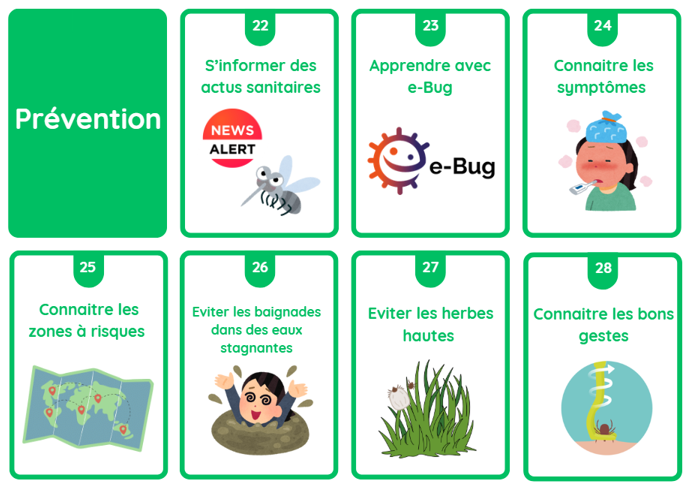 Prévention
22
S'informer des
actus sanitaires
NEWS
ALERT
23
Apprendre avec
e-Bug
e-Bug
24
Connaitre les
symptômes
25
Connaitre les
zones à risques
26
Eviter les baignades
dans des eaux
stagnantes
27
Eviter les herbes
hautes
28
Connaitre les bons
gestes